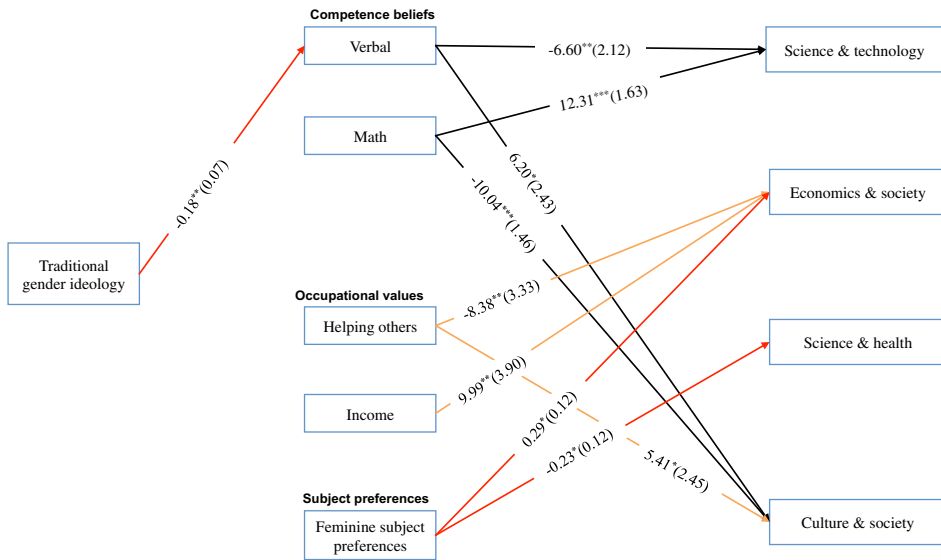 Competence beliefs
Verbal
Science & technology
-6.60**(2.12)
12.31***(1.63)
Math
-0.18**(0.07)
6.20*(2.43)
-10.04***(1.46)
Economics & society
Traditional
gender ideology
Occupational values
Helping others
-8.38**(3.33)
Science & health
Income
9.99**(3.90)
0.29*(0.12)
-0.23*(0.12)
5.41*(2.45)
Subject preferences
Feminine subject
preferences
Culture & society